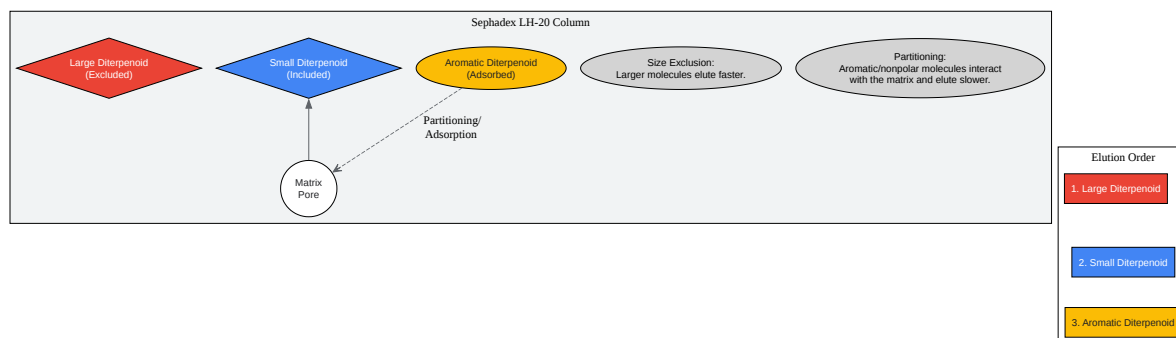 Sephadex LH-20 Column
Large Diterpenoid
(Excluded)
Small Diterpenoid
(Included)
Aromatic Diterpenoid
(Adsorbed)
Size Exclusion:
Larger molecules elute faster.
Partitioning:
Aromatic/nonpolar molecules interact
with the matrix and elute slower.
Partitioning/
Adsorption
Matrix
Pore
Elution Order
1. Large Diterpenoid
2. Small Diterpenoid
3. Aromatic Diterpenoid